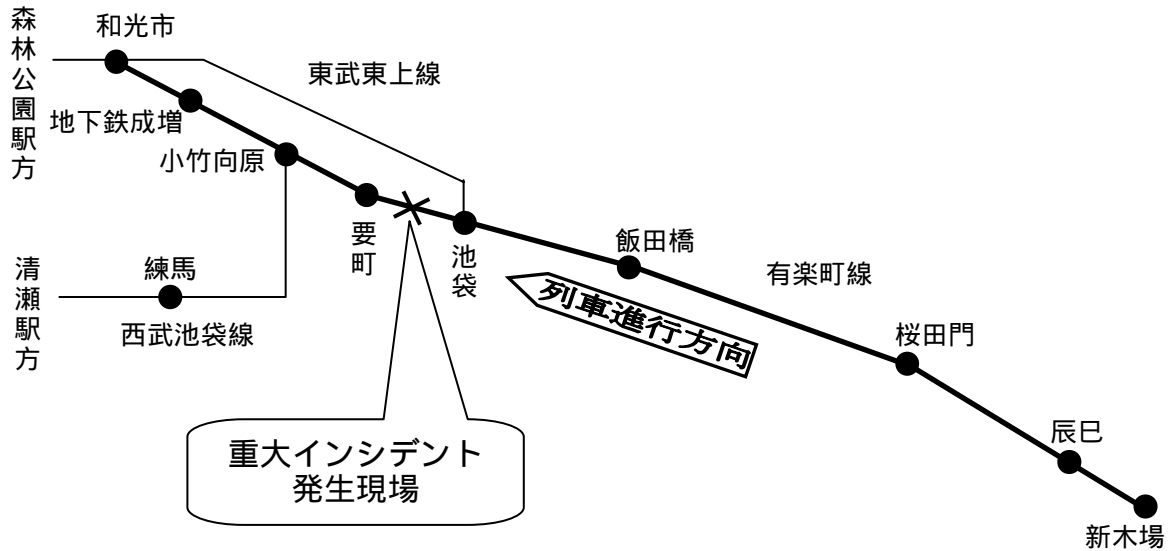 森林公園駅方
和光市
東武東上線
地下鉄成増
小竹向原
要町
池袋
飯田橋
有楽町線
清瀬駅方
練馬
西武池袋線
列車進行方向
桜田門
重大インシデント
発生現場
辰巳
新木場